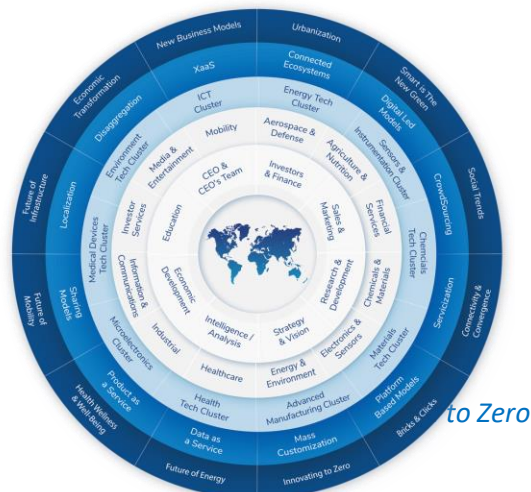 New Business Models
Urbanization
Smart is The
New Green
Social Trends
Connectivity &
Convergence
Bricks & Clicks
Innovating to Zero
Future of Energy
Health Wellness
& Well-Being
Future of
Mobility
Future of
Infrastructure
Economic
Transformation
XaaS
Connected
Ecosystems
Digital Led
Models
CrowdSourcing
Servicization
Platform
Based Models
Mass
Customization
Data as
a Service
Product as
a Service
Sharing
Models
Localization
Disaggregation
ICT
Cluster
Energy Tech
Cluster
Sensors &
Instrumentation Cluster
Chemcials
Tech Cluster
Materials
Tech Cluster
Advanced
Manufacturing Cluster
Health
Tech Cluster
Microelectronics
Cluster
Medical Devices
Tech Cluster
Environment
Tech Cluster
Mobility
Aerospace &
Defense
Agriculture &
Nutrition
Financial
Services
Chemicals &
Materials
Electronics &
Sensors
Energy &
Environment
Healthcare
Industrial
Information &
Communications
Investor
Services
Media &
Entertainment
CEO &
CEO's Team
Investors
& Finance
Sales &
Marketing
Research &
Development
Strategy
& Vision
Intelligence /
Analysis
Economic
Development
Education
to Zero